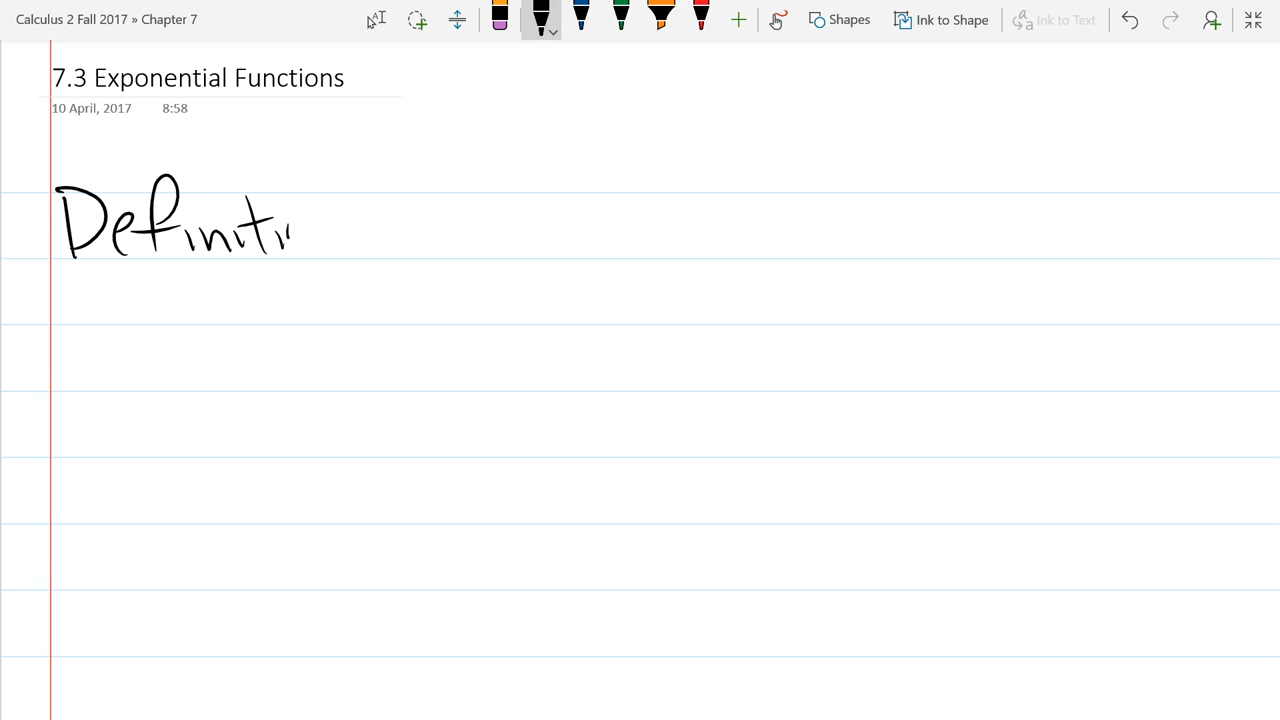 Calculus 2 Fall 2017 » Chapter 7
Shapes
Ink to Shape
Ink to Text
7.3 Exponential Functions
10 April, 2017 8:58
Definiti